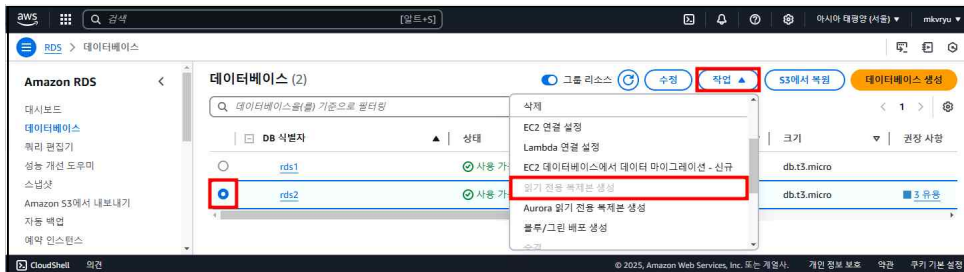 aws 검색 [알트+S] 아시아 태평양 (서울) ▼ mkvryu ▼
RDS > 데이터베이스
Amazon RDS
대시보드
데이터베이스
쿼리 편집기
성능 개선 도우미
스냅샷
Amazon S3에서 내보내기
자동 백업
예약 인스턴스
데이터베이스 (2) 그룹 리소스 수정 작업 ▲ S3에서 복원 데이터베이스 생성
데이터베이스을(를) 기준으로 필터링 < 1 >
DB 식별자 ▲ 상태 크기 ▽ 권장 사항
rds1 사용 가 db.t3.micro
rds2 사용 가 db.t3.micro 3 유용
삭제
EC2 연결 설정
Lambda 연결 설정
EC2 데이터베이스에서 데이터 마이그레이션 - 신규
읽기 전용 복제본 생성
Aurora 읽기 전용 복제본 생성
블루/그린 배포 생성
CloudShell 의견 © 2025, Amazon Web Services, Inc. 또는 계열사. 개인 정보 보호 약관 쿠키 기본 설정